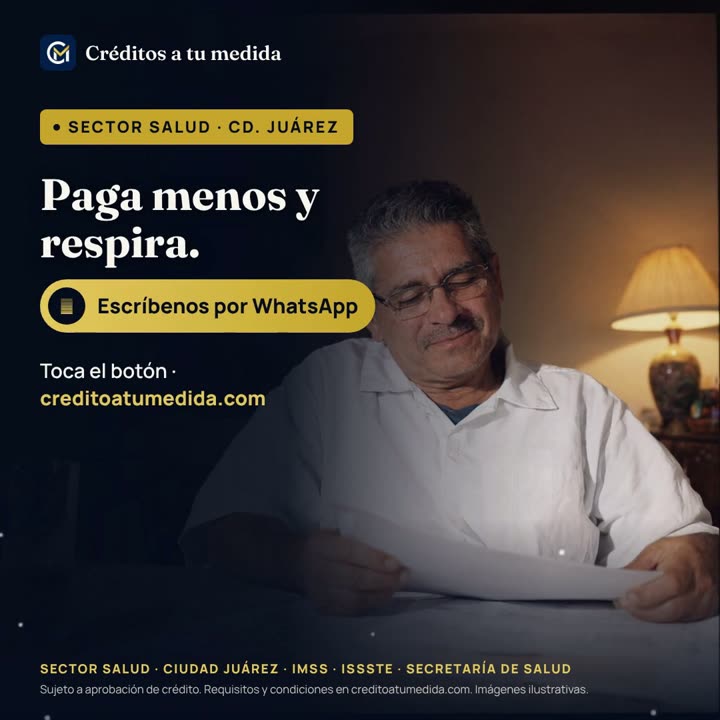 Créditos a tu medida
• SECTOR SALUD · CD. JUÁREZ
Paga menos y
respira.
Escríbenos por WhatsApp
Toca el botón ·
creditoatumedida.com
SECTOR SALUD · CIUDAD JUÁREZ · IMSS · ISSSTE · SECRETARÍA DE SALUD
Sujeto a aprobación de crédito. Requisitos y condiciones en creditoatumedida.com. Imágenes ilustrativas.